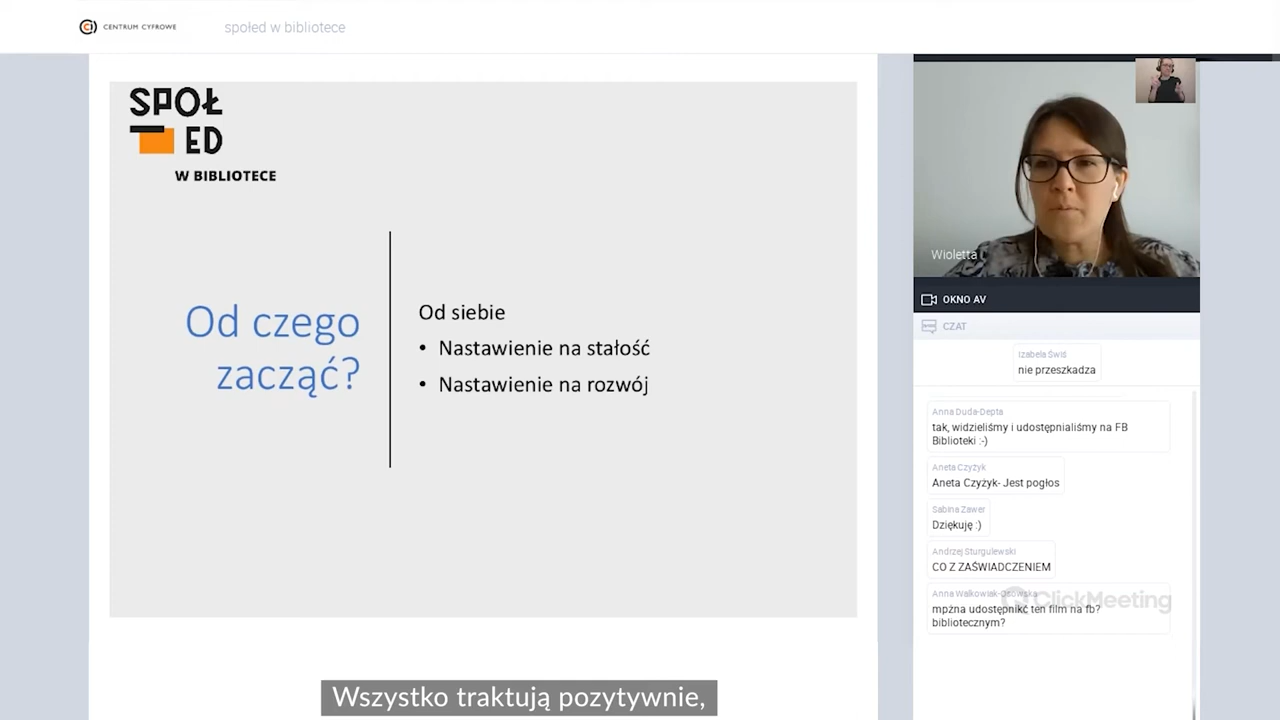 CENTRUM CYFROWE
społed w bibliotece
SPOŁ
ED
W BIBLIOTECE
Od czego
zacząć?
Od siebie
• Nastawienie na stałość
• Nastawienie na rozwój
Wszystko traktują pozytywnie,
Wioletta
OKNO AV
CZAT
Izabela Świś
nie przeszkadza
Anna Duda-Depta
tak, widzieliśmy i udostępnialiśmy na FB
Biblioteki :-)
Aneta Czyżyk
Aneta Czyżyk- Jest pogłos
Sabina Zawer
Dziękuję :)
Andrzej Sturgulewski
CO Z ZAŚWIADCZENIEM
Anna Walkowiak-Osowska
mpżna udostępnikć ten film na fb?
bibliotecznym?
ClickMeeting